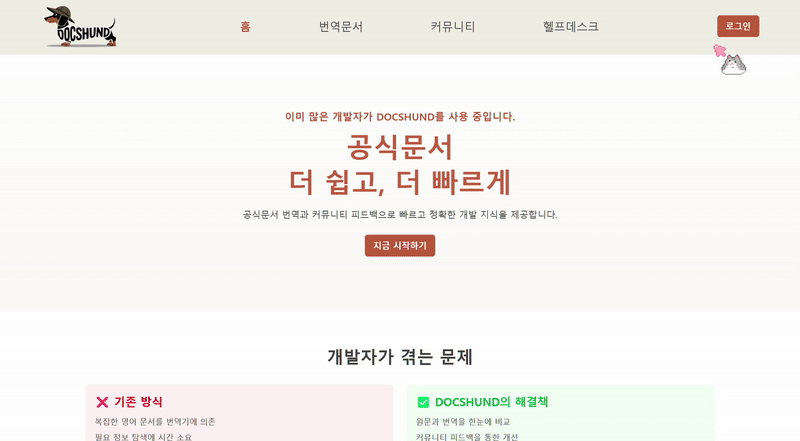 DOCSHUND
홈
번역문서
커뮤니티
헬프데스크
로그인
이미 많은 개발자가 DOCSHUND를 사용 중입니다.
공식문서
더 쉽고, 더 빠르게
공식문서 번역과 커뮤니티 피드백으로 빠르고 정확한 개발 지식을 제공합니다.
지금 시작하기
개발자가 겪는 문제
기존 방식
복잡한 영어 문서를 번역기에 의존
필요 정보 탐색에 시간 소요
DOCSHUND의 해결책
원문과 번역을 한눈에 비교
커뮤니티 피드백을 통한 개선